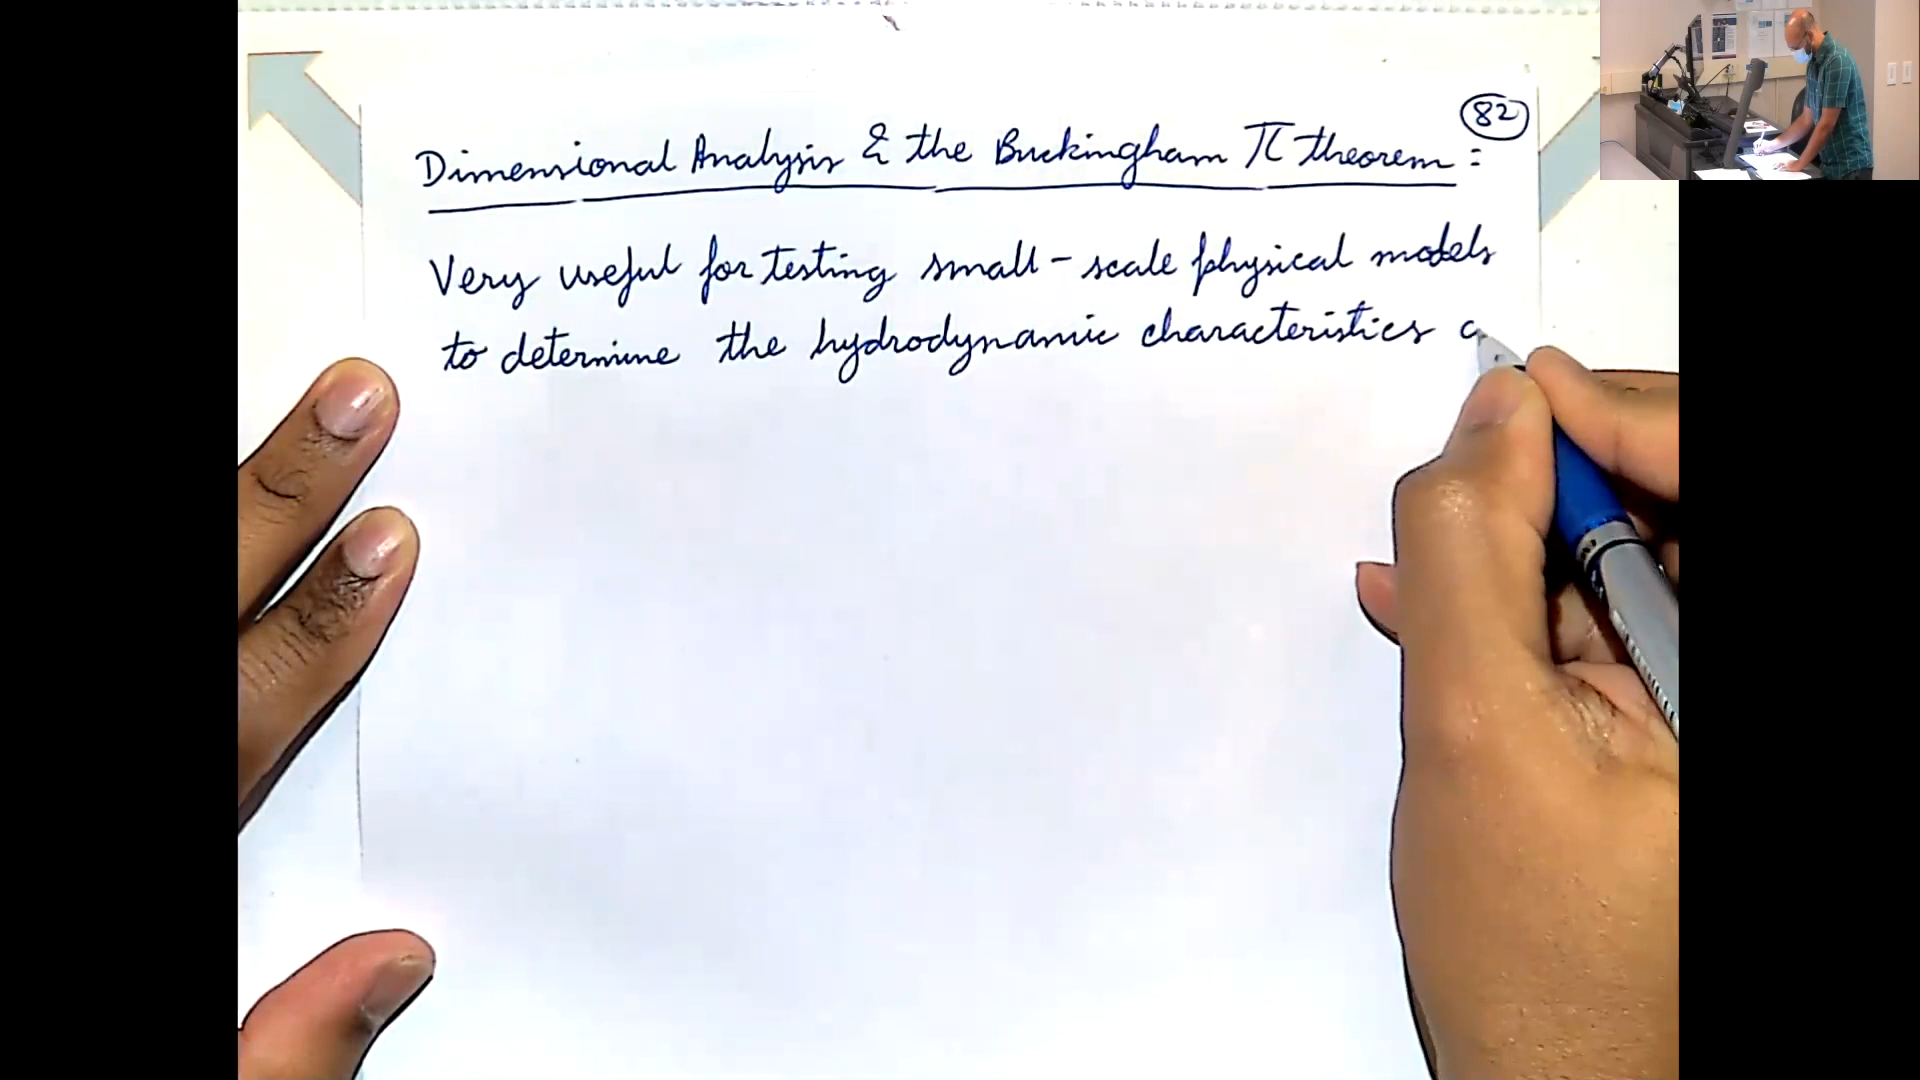 82
Dimensional Analysis & the Buckingham π theorem :
Very useful for testing small-scale physical models
to determine the hydrodynamic characteristics